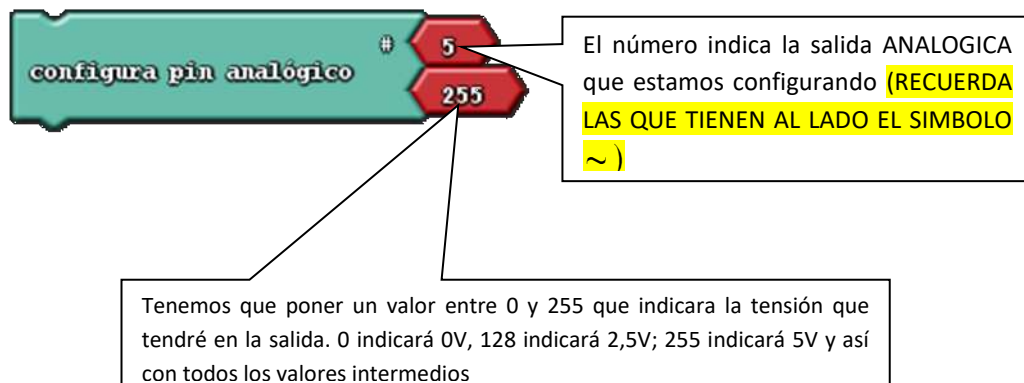 configura pin analógico
# 5
255
El número indica la salida ANALOGICA
que estamos configurando (RECUERDA
LAS QUE TIENEN AL LADO EL SIMBOLO
~ )
Tenemos que poner un valor entre 0 y 255 que indicara la tensión que
tendré en la salida. 0 indicará 0V, 128 indicará 2,5V; 255 indicará 5V y así
con todos los valores intermedios